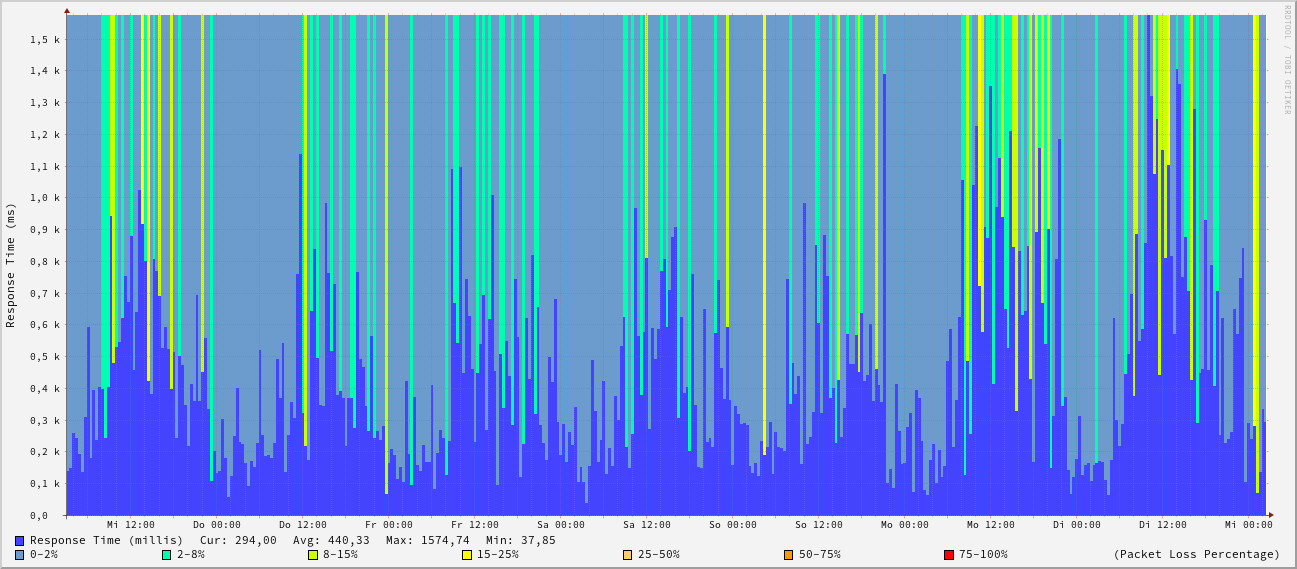 RRDTOOL / TOBI OETIKER
Response Time (ms)
1,5 k
1,4 k
1,3 k
1,2 k
1,1 k
1,0 k
0,9 k
0,8 k
0,7 k
0,6 k
0,5 k
0,4 k
0,3 k
0,2 k
0,1 k
0,0
Mi 12:00 Do 00:00 Do 12:00 Fr 00:00 Fr 12:00 Sa 00:00 Sa 12:00 So 00:00 So 12:00 Mo 00:00 Mo 12:00 Di 00:00 Di 12:00 Mi 00:00
Response Time (millis) Cur: 294,00 Avg: 440,33 Max: 1574,74 Min: 37,85
0-2% 2-8% 8-15% 15-25% 25-50% 50-75% 75-100% (Packet Loss Percentage)